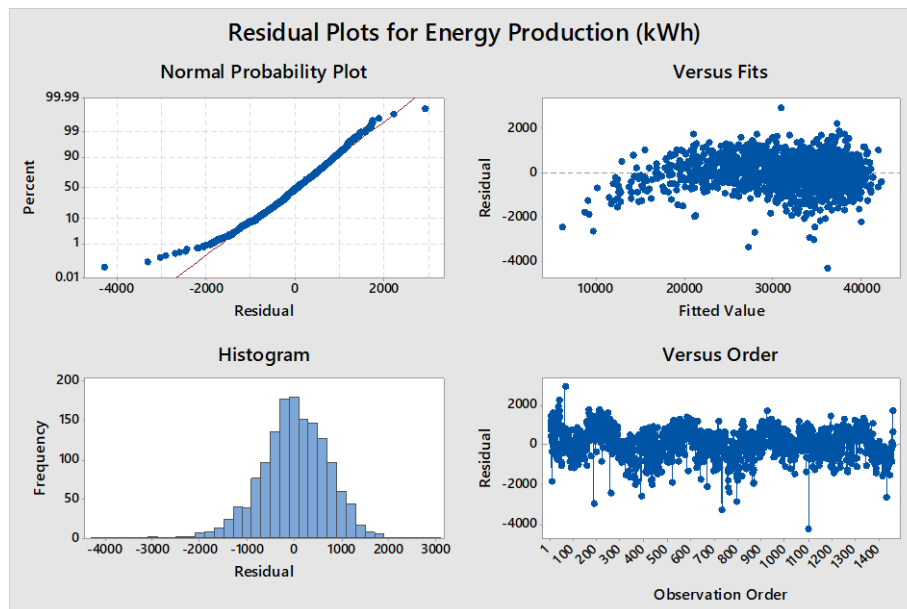 Residual Plots for Energy Production (kWh)
Normal Probability Plot
99.99
99
90
50
10
1
0.01
Percent
-4000 -2000 0 2000
Residual
Versus Fits
2000
0
-2000
-4000
Residual
10000 20000 30000 40000
Fitted Value
Histogram
200
150
100
50
0
Frequency
-4000 -3000 -2000 -1000 0 1000 2000 3000
Residual
Versus Order
2000
0
-2000
-4000
Residual
1 100 200 300 400 500 600 700 800 900 1000 1100 1200 1300 1400
Observation Order